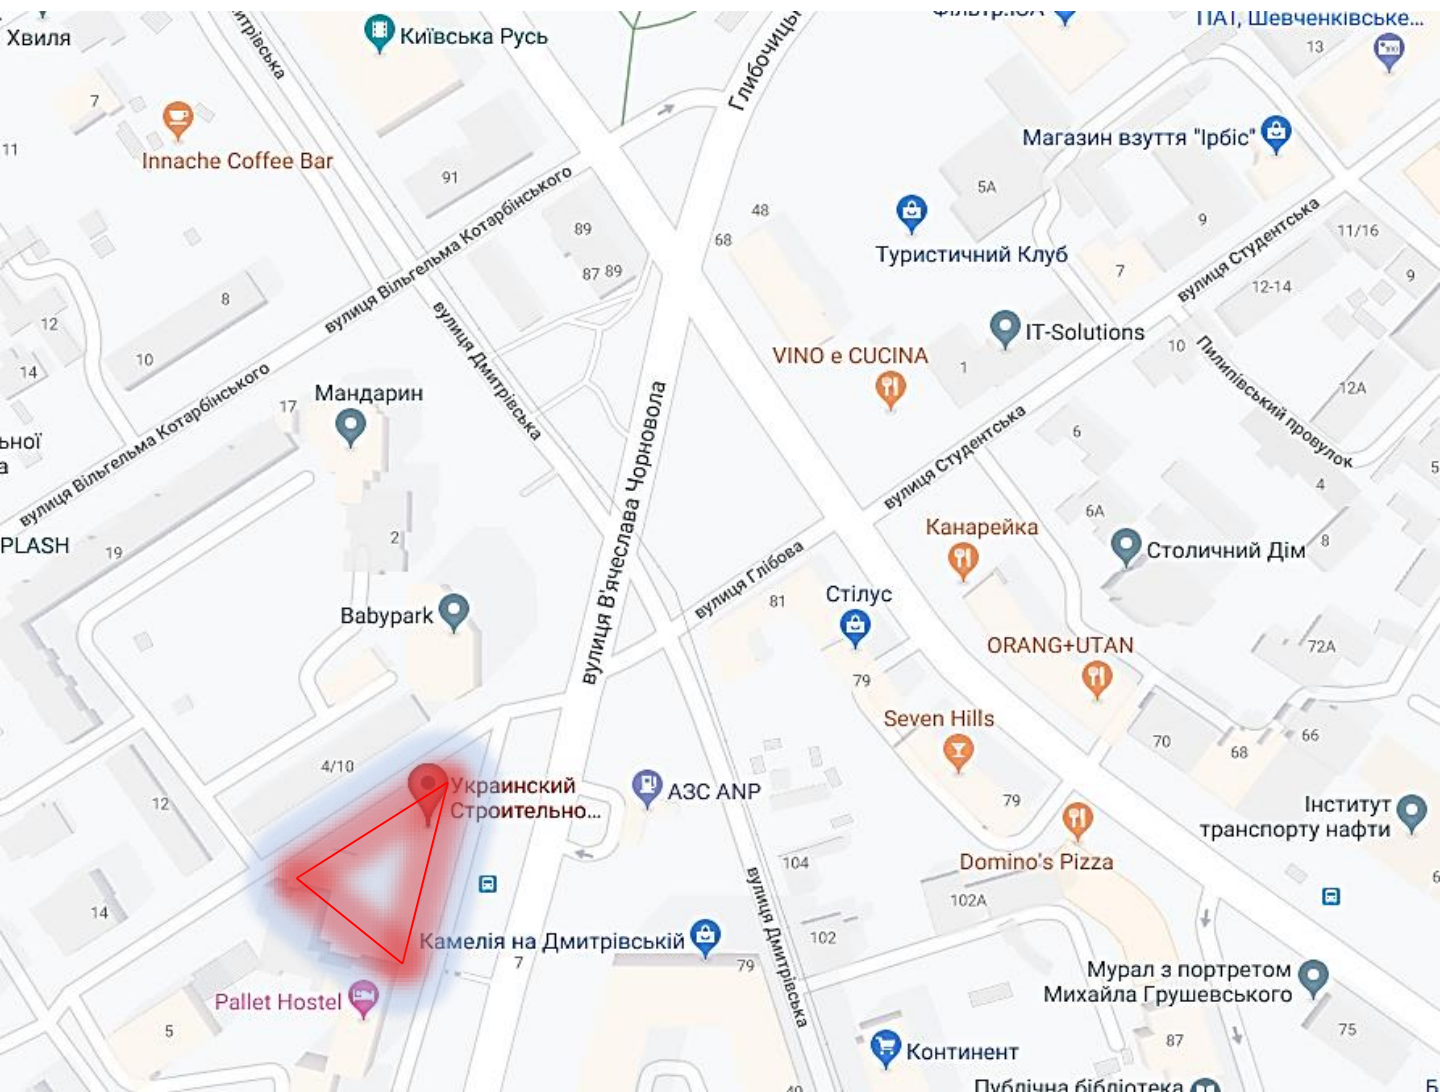 Хвиля
Київська Русь
Глибочиць
ПАТ, Шевченківське...
13
7
11
Innache Coffee Bar
91
Магазин взуття "Ірбіс"
5A
48
9
11/16
89
68
Туристичний Клуб
вулиця Студентська
87 89
7
9
12-14
8
вулиця Вільгельма Котарбінського
12
вулиця Дмитрівська
IT-Solutions
10
10
VINO e CUCINA
14
1
12A
Пилипівський провулок
Мандарин
17
вулиця Вільгельма Котарбінського
вулиця В'ячеслава Чорновола
вулиця Студентська
6
ьної
а
5
4
6A
2
Канарейка
PLASH
19
Столичний Дім
8
вулиця Глібова
81
Стілус
Babypark
ORANG+UTAN
72A
79
Seven Hills
66
70
68
4/10
Украинский
Строительно...
АЗС ANP
12
79
Інститут
транспорту нафти
104
Domino's Pizza
6
вулиця Дмитрівська
102A
14
Камелія на Дмитрівській
102
7
79
Мурал з портретом
Михайла Грушевського
Pallet Hostel
5
75
87
Континент
Публічна бібліотека